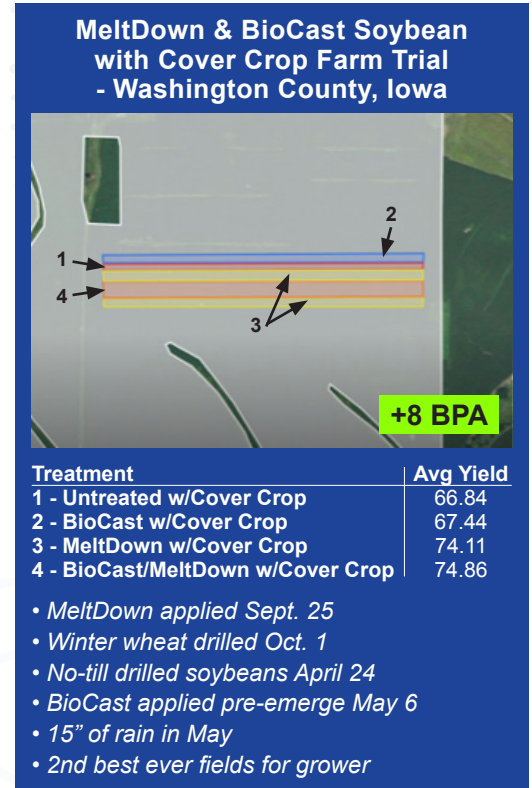 MeltDown & BioCast Soybean
with Cover Crop Farm Trial
- Washington County, Iowa
2
1
4
3
+8 BPA
Treatment Avg Yield
1 - Untreated w/Cover Crop 66.84
2 - BioCast w/Cover Crop 67.44
3 - MeltDown w/Cover Crop 74.11
4 - BioCast/MeltDown w/Cover Crop 74.86
• MeltDown applied Sept. 25
• Winter wheat drilled Oct. 1
• No-till drilled soybeans April 24
• BioCast applied pre-emerge May 6
• 15” of rain in May
• 2nd best ever fields for grower